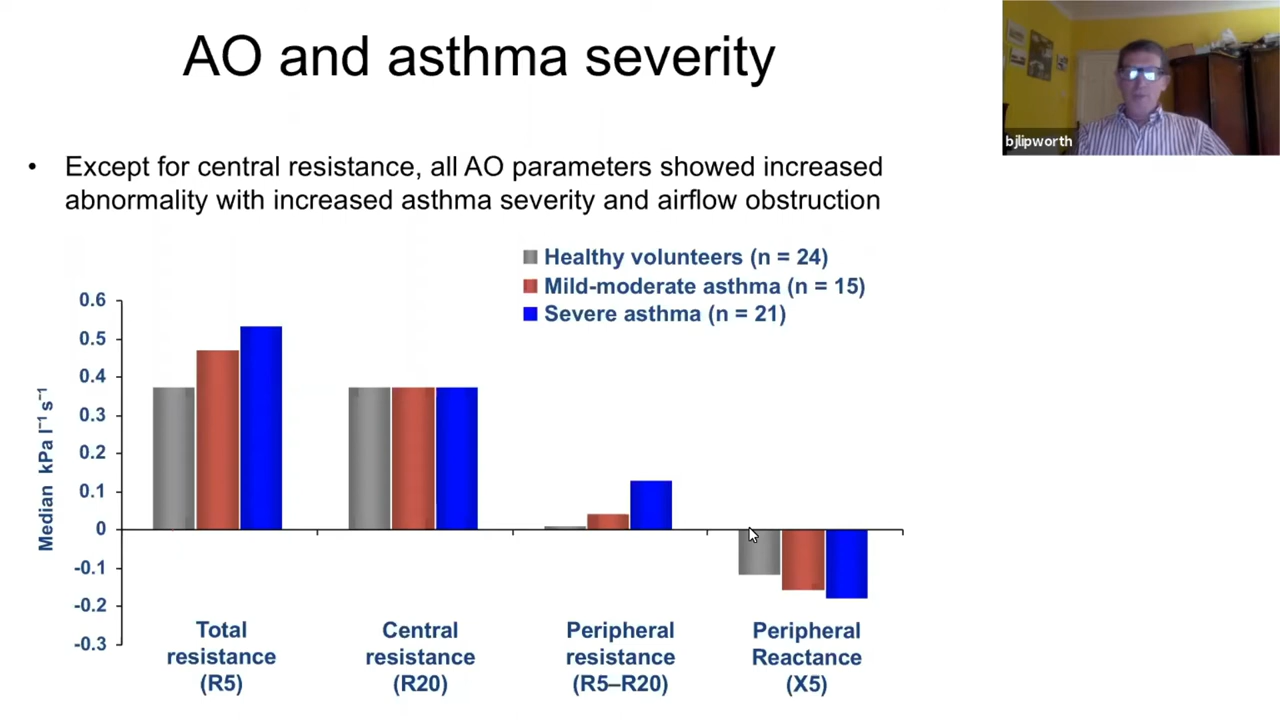 AO and asthma severity
bjlipworth
• Except for central resistance, all AO parameters showed increased
abnormality with increased asthma severity and airflow obstruction
Healthy volunteers (n = 24)
Mild-moderate asthma (n = 15)
Severe asthma (n = 21)
Median kPa l⁻¹ s⁻¹
0.6
0.5
0.4
0.3
0.2
0.1
0
-0.1
-0.2
-0.3
Total
resistance
(R5)
Central
resistance
(R20)
Peripheral
resistance
(R5–R20)
Peripheral
Reactance
(X5)